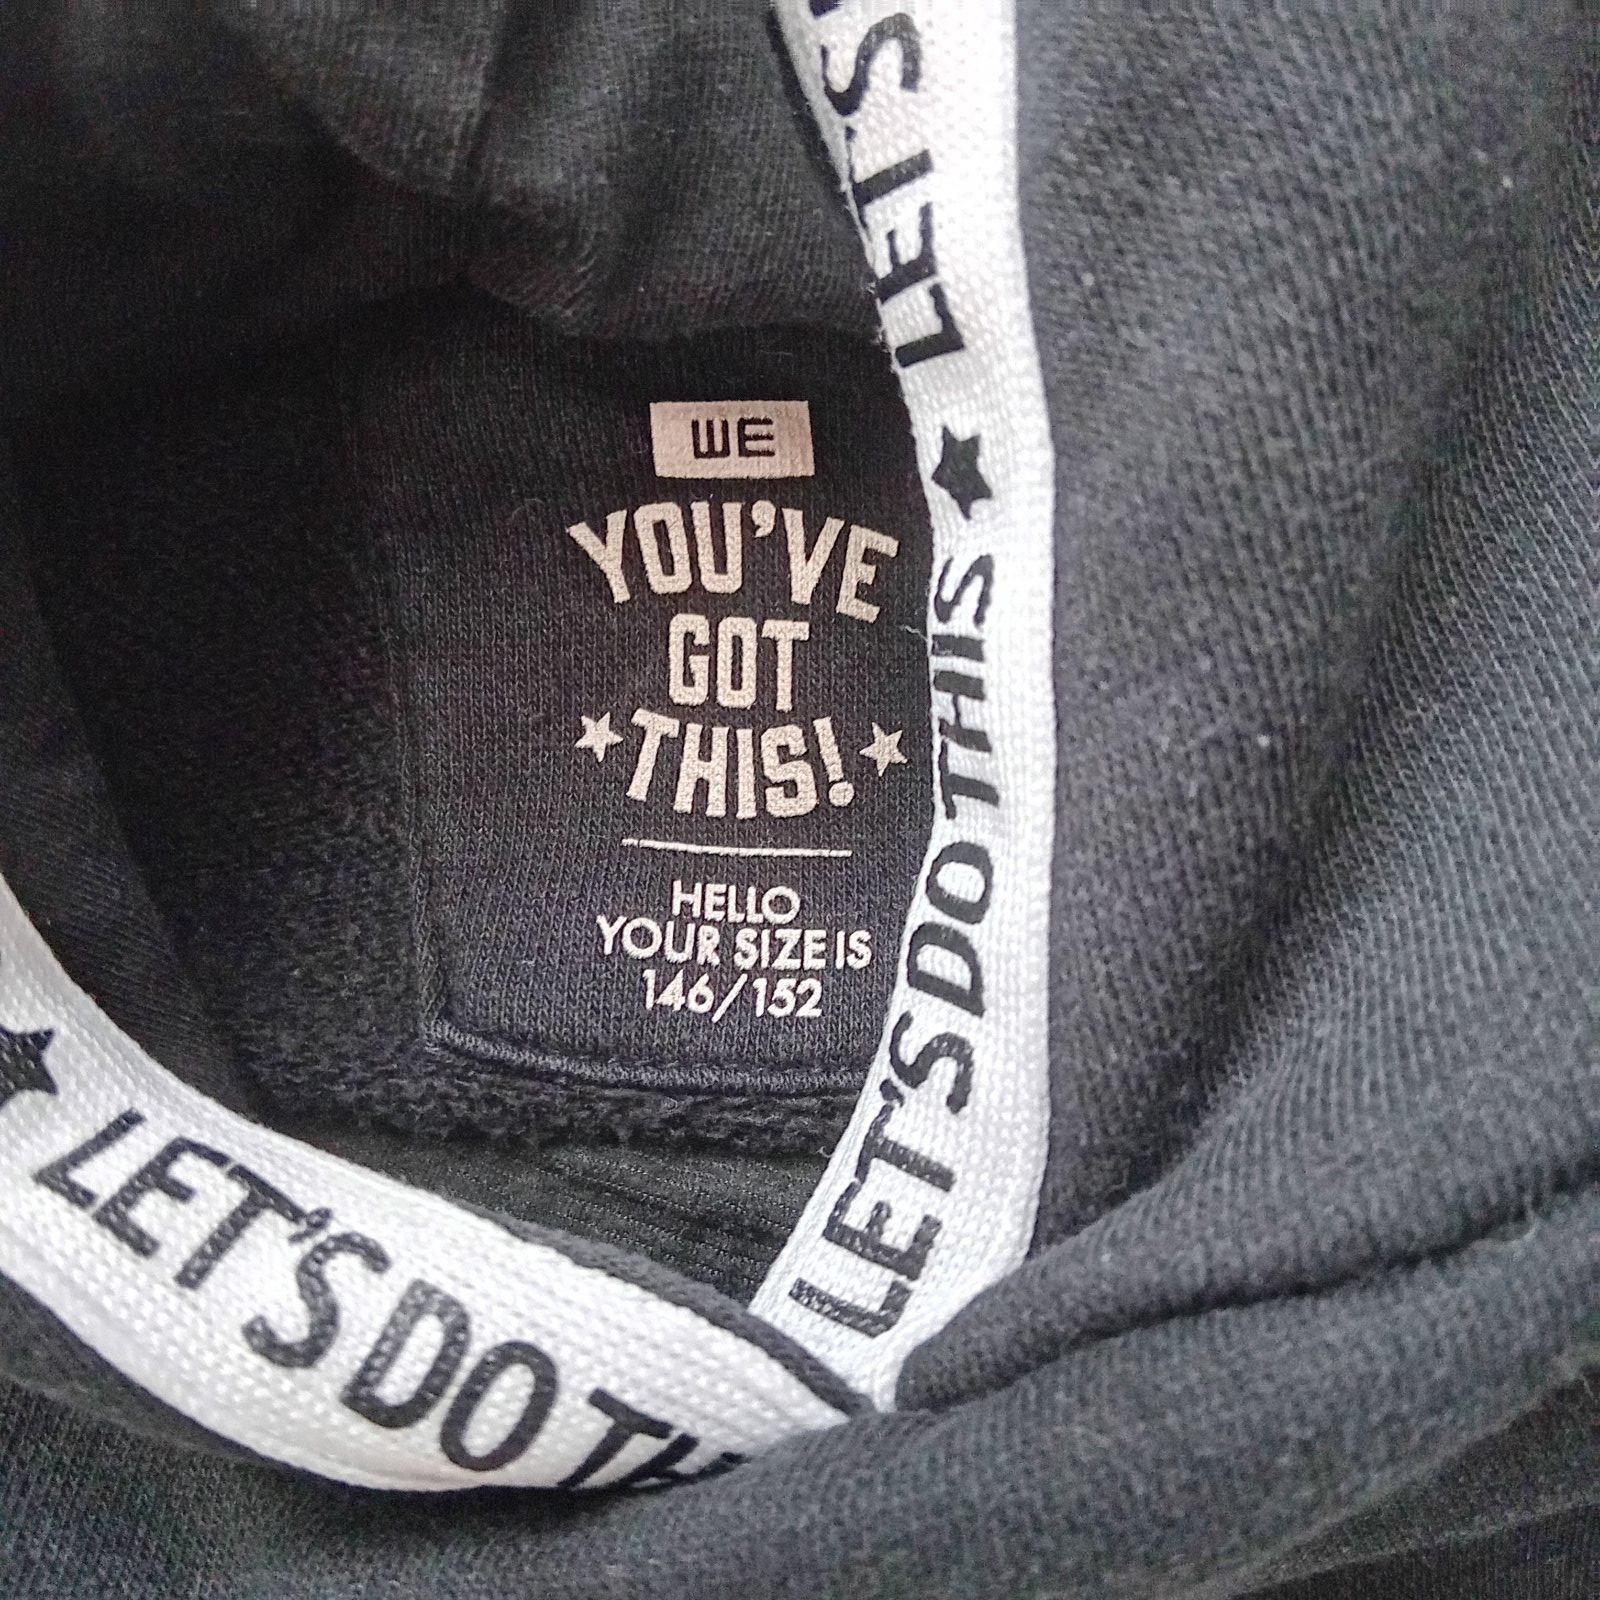 WE
YOU'VE
GOT
THIS!
HELLO
YOUR SIZE IS
146/152
LET'S
LET'S DO THIS
LET'S DO TH